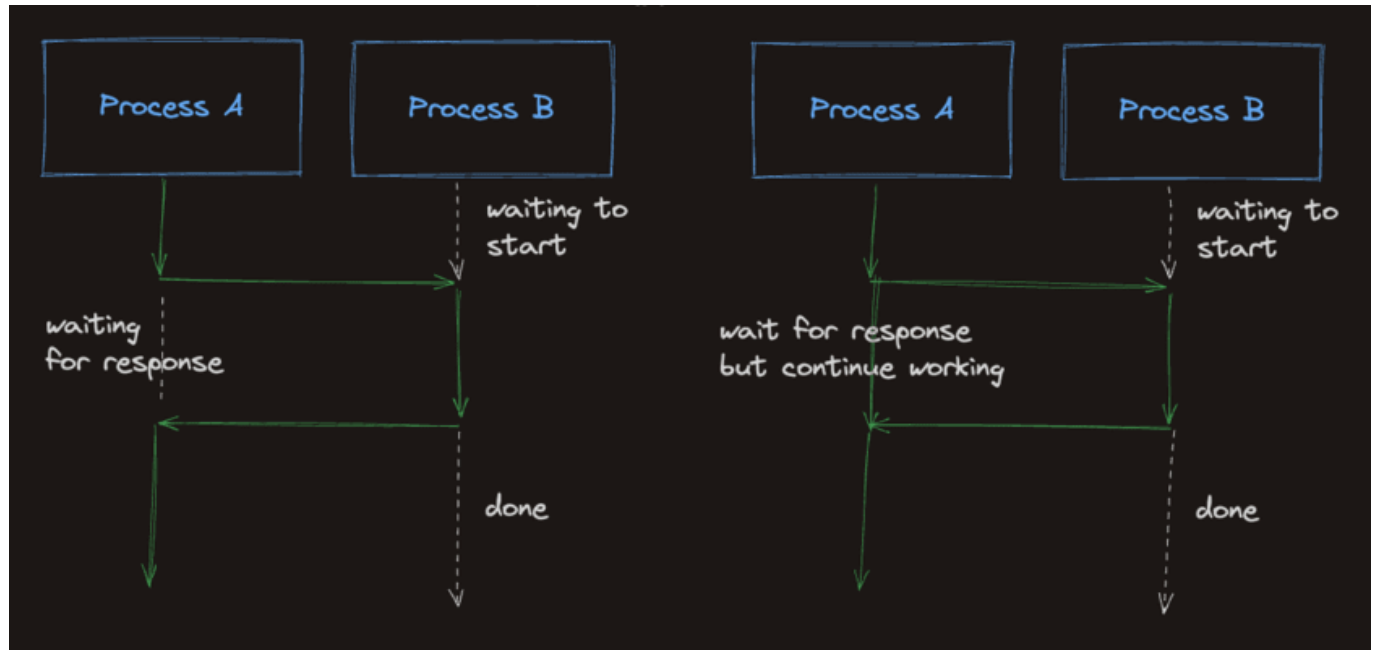 Process A
Process B
waiting to
start
waiting
for response
done
Process A
Process B
waiting to
start
wait for response
but continue working
done